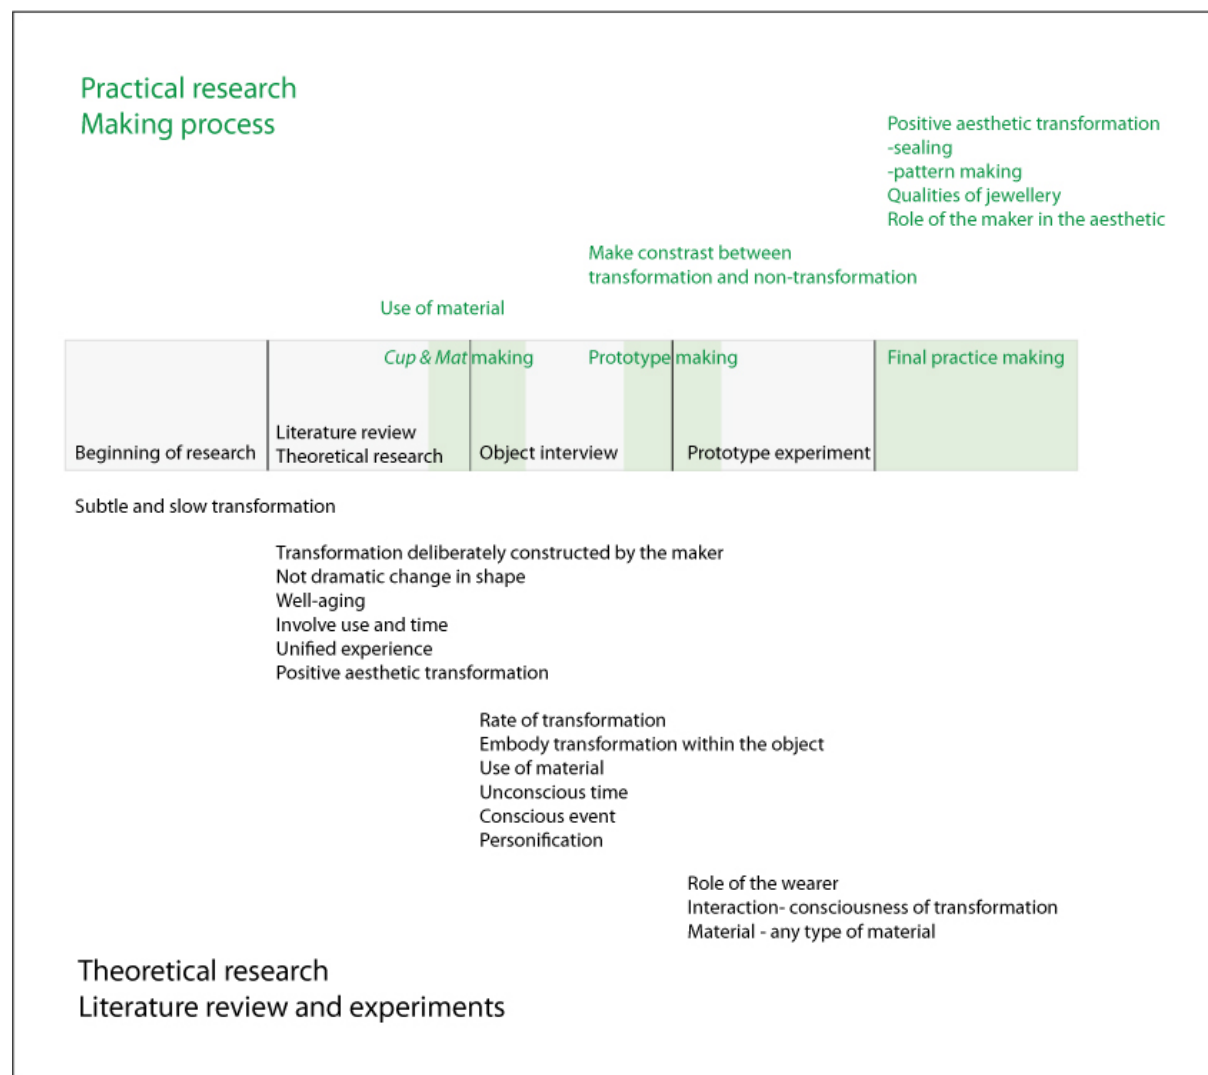 Practical research
Making process
Positive aesthetic transformation
-sealing
-pattern making
Qualities of jewellery
Role of the maker in the aesthetic
Make constrast between
transformation and non-transformation
Use of material
Cup & Mat making
Prototype making
Final practice making
Beginning of research
Literature review
Theoretical research
Object interview
Prototype experiment
Subtle and slow transformation
Transformation deliberately constructed by the maker
Not dramatic change in shape
Well-aging
Involve use and time
Unified experience
Positive aesthetic transformation
Rate of transformation
Embody transformation within the object
Use of material
Unconscious time
Conscious event
Personification
Role of the wearer
Interaction- consciousness of transformation
Material - any type of material
Theoretical research
Literature review and experiments